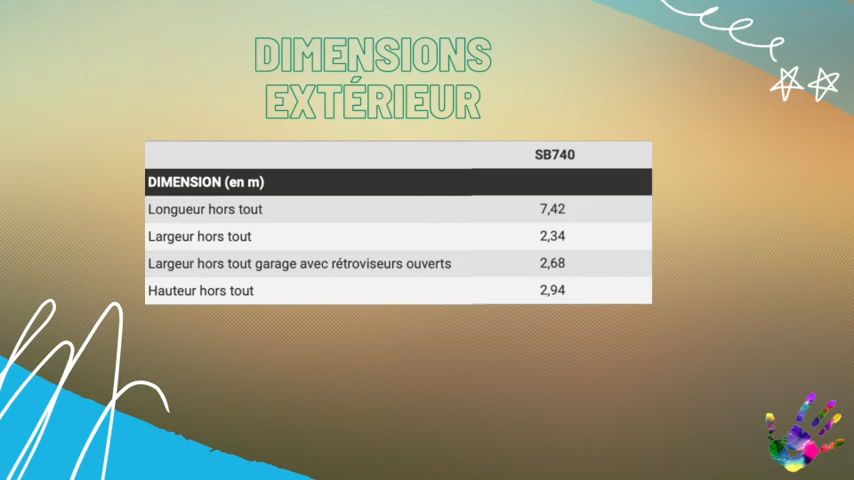 DIMENSIONS
EXTÉRIEUR
SB740
DIMENSION (en m)
Longueur hors tout 7,42
Largeur hors tout 2,34
Largeur hors tout garage avec rétroviseurs ouverts 2,68
Hauteur hors tout 2,94